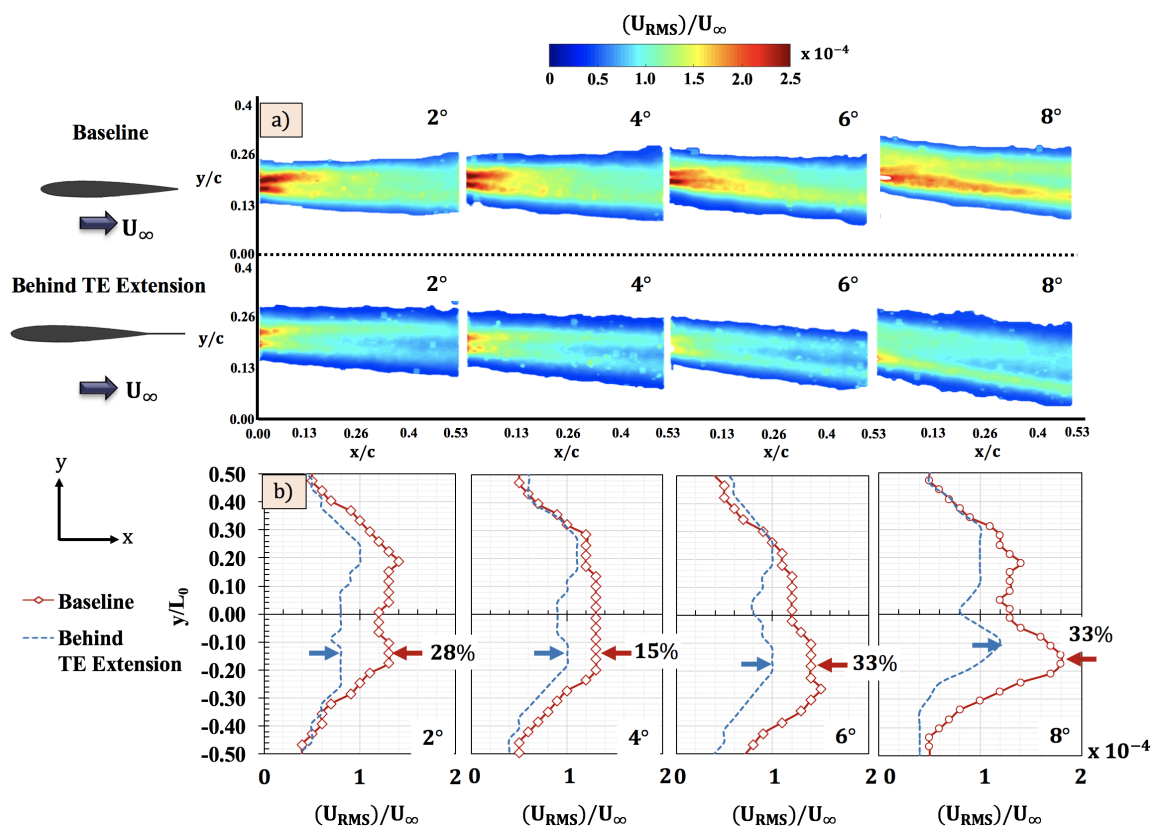 (U_RMS)/U_∞
x 10⁻⁴
0 0.5 1.0 1.5 2.0 2.5
0.4
a)
2° 4° 6° 8°
Baseline
0.26
y/c
0.13
U_∞
0.00
0.4
Behind TE Extension
2° 4° 6° 8°
0.26
y/c
0.13
U_∞
0.00
0.00 0.13 0.26 0.4 0.53 0.13 0.26 0.4 0.53 0.13 0.26 0.4 0.53 0.13 0.26 0.4 0.53
x/c x/c x/c x/c
y
x
b)
0.50
0.40
0.30
0.20
0.10
0.00
-0.10
-0.20
-0.30
-0.40
-0.50
y/L₀
Baseline
Behind
TE Extension
28% 15% 33% 33%
2° 4° 6° 8°
x 10⁻⁴
0 1 2 0 1 2 0 1 2 0 1 2
(U_RMS)/U_∞ (U_RMS)/U_∞ (U_RMS)/U_∞ (U_RMS)/U_∞